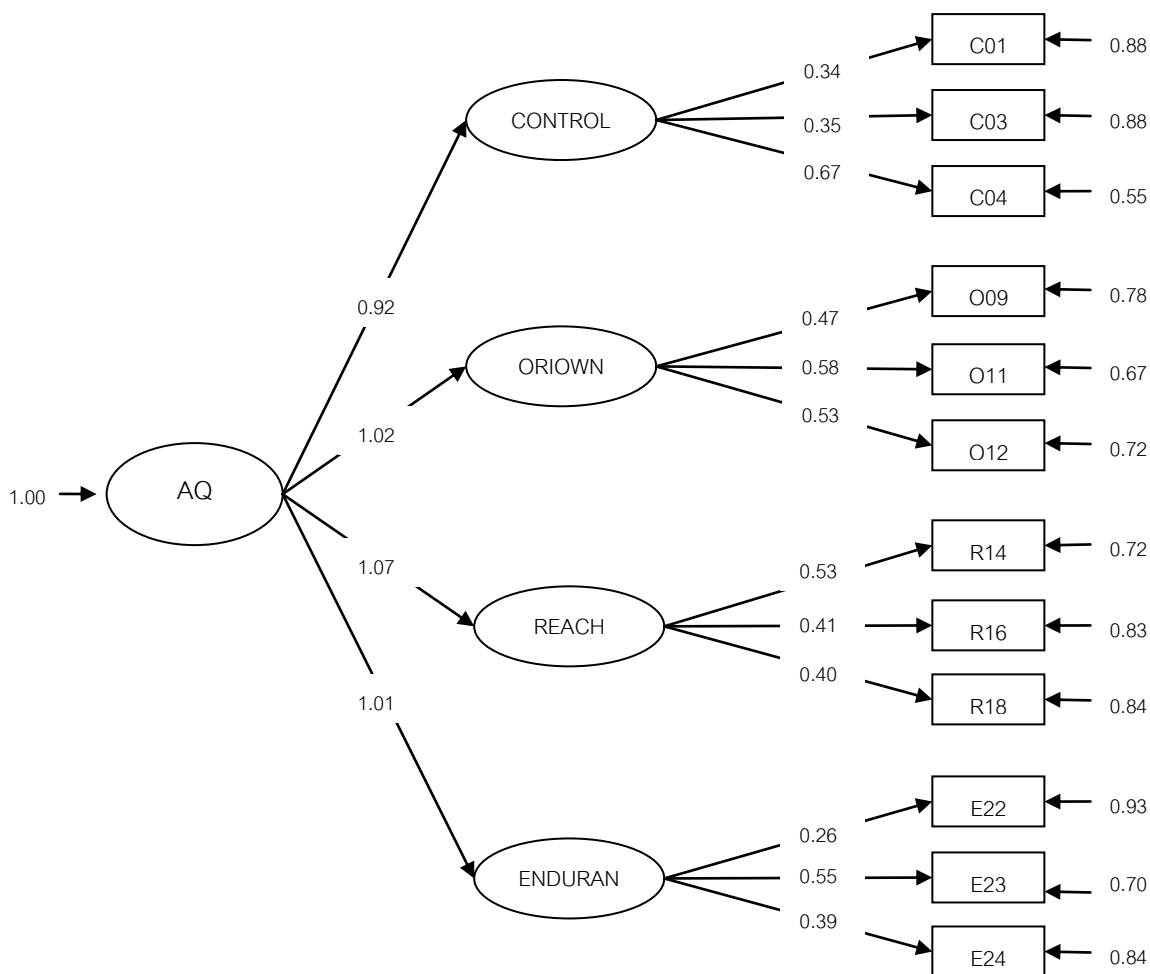 C01
0.88
0.34
CONTROL
0.35
C03
0.88
0.67
C04
0.55
0.92
O09
0.78
0.47
ORIOWN
0.58
O11
0.67
0.53
O12
0.72
1.02
1.00
AQ
R14
0.72
0.53
1.07
REACH
0.41
R16
0.83
0.40
R18
0.84
1.01
E22
0.93
0.26
ENDURAN
0.55
E23
0.70
0.39
E24
0.84